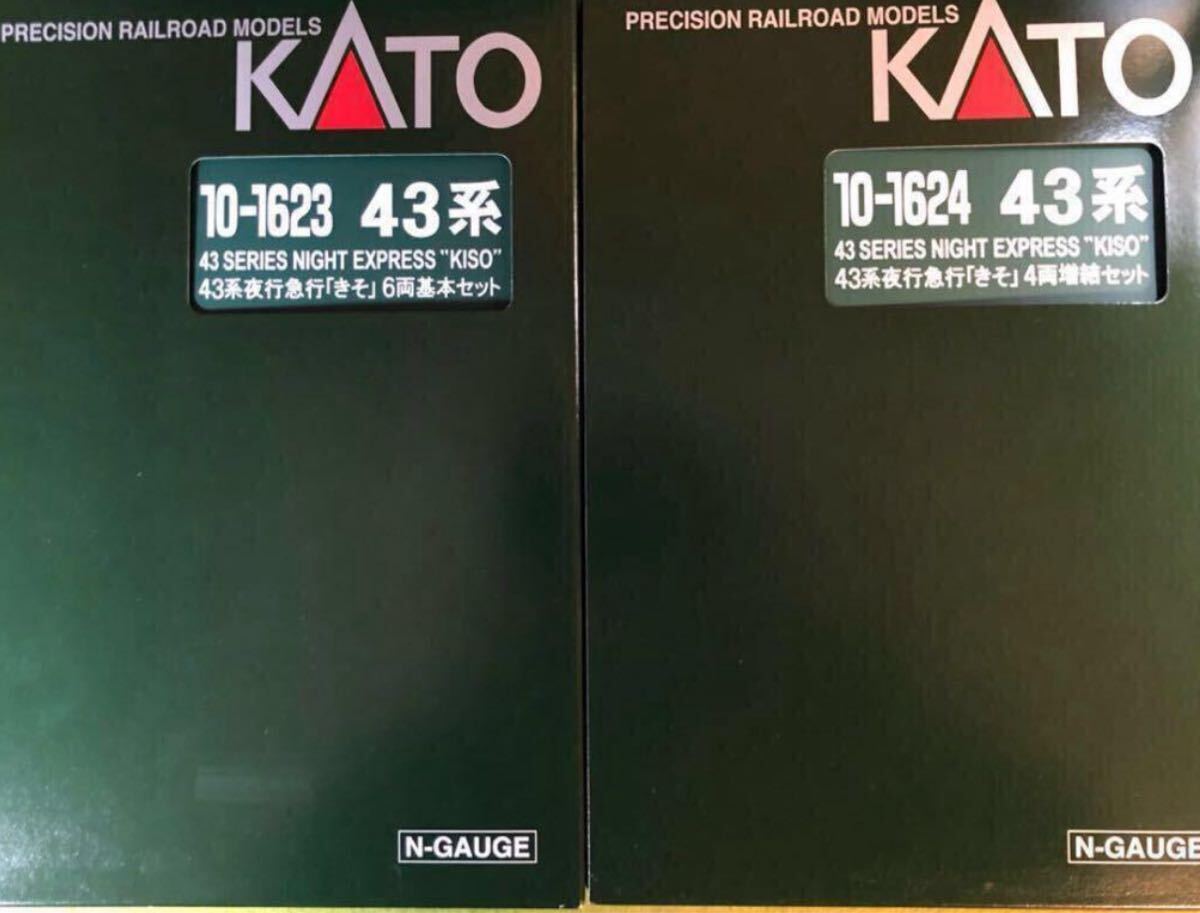 PRECISION RAILROAD MODELS
KATO
10-1623 43系
43 SERIES NIGHT EXPRESS "KISO"
43系夜行急行「きそ」6両基本セット
N-GAUGE
PRECISION RAILROAD MODELS
KATO
10-1624 43系
43 SERIES NIGHT EXPRESS "KISO"
43系夜行急行「きそ」4両増結セット
N-GAUGE